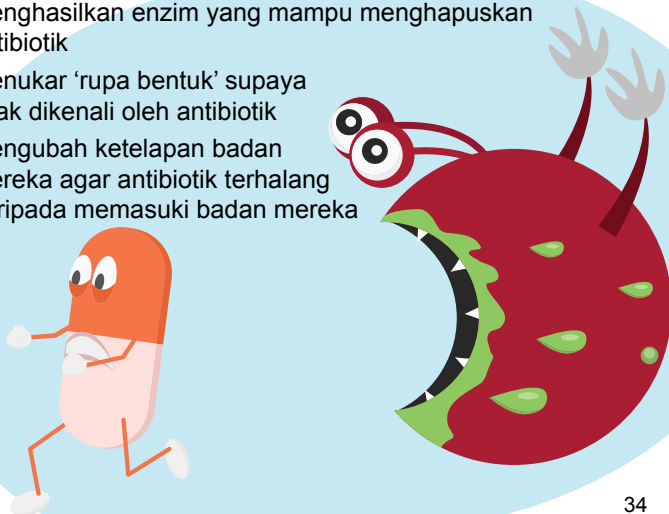 enghasilkan enzim yang mampu menghapuskan
tibiotik
enukar ‘rupa bentuk’ supaya
ak dikenali oleh antibiotik
engubah ketelapan badan
ereka agar antibiotik terhalang
ripada memasuki badan mereka
34